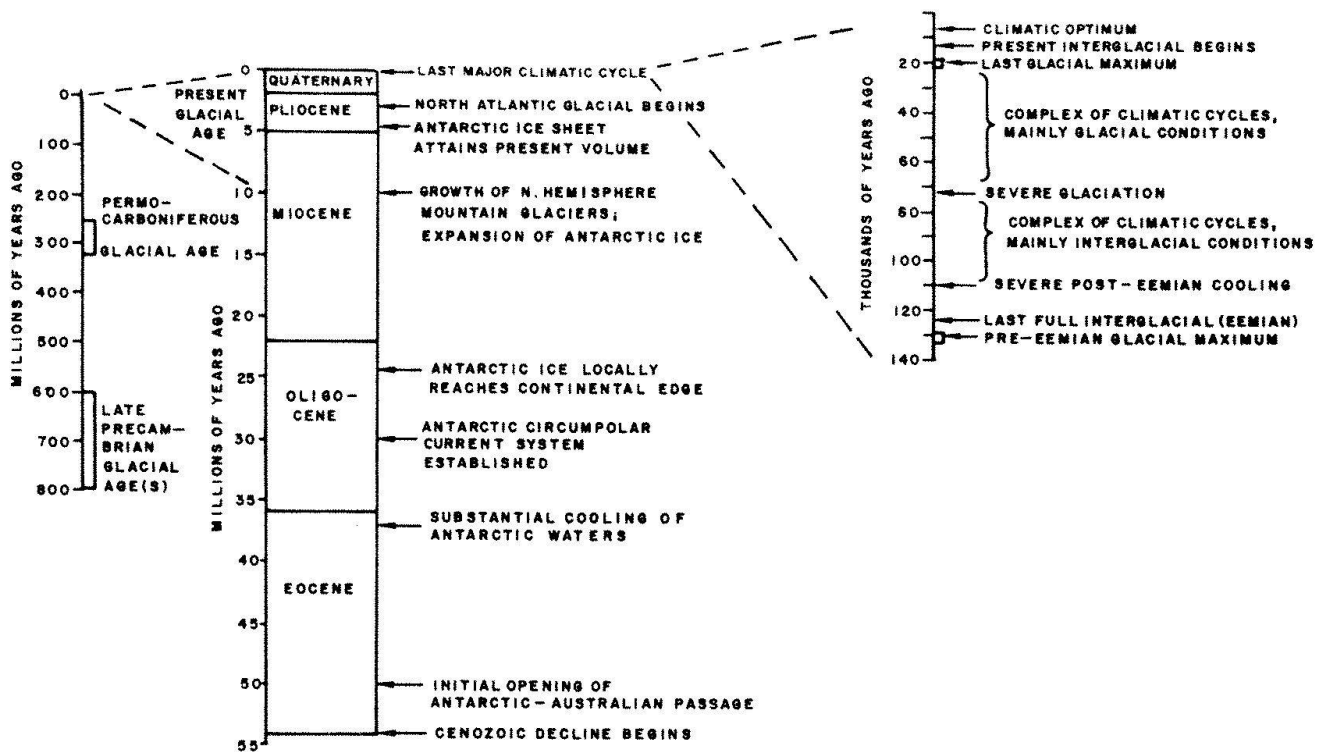 MILLIONS OF YEARS AGO
0
100
200
300
400
500
600
700
800
PRESENT
GLACIAL
AGE
PERMO-
CARBONIFEROUS
GLACIAL AGE
LATE
PRECAM-
BRIAN
GLACIAL
AGE(S)
MILLIONS OF YEARS AGO
0
5
10
15
20
25
30
35
40
45
50
55
QUATERNARY
PLIOCENE
MIOCENE
OLIGO-
CENE
EOCENE
LAST MAJOR CLIMATIC CYCLE
NORTH ATLANTIC GLACIAL BEGINS
ANTARCTIC ICE SHEET
ATTAINS PRESENT VOLUME
GROWTH OF N. HEMISPHERE
MOUNTAIN GLACIERS;
EXPANSION OF ANTARCTIC ICE
ANTARCTIC ICE LOCALLY
REACHES CONTINENTAL EDGE
ANTARCTIC CIRCUMPOLAR
CURRENT SYSTEM
ESTABLISHED
SUBSTANTIAL COOLING OF
ANTARCTIC WATERS
INITIAL OPENING OF
ANTARCTIC-AUSTRALIAN PASSAGE
CENOZOIC DECLINE BEGINS
THOUSANDS OF YEARS AGO
20
40
60
80
100
120
140
CLIMATIC OPTIMUM
PRESENT INTERGLACIAL BEGINS
LAST GLACIAL MAXIMUM
COMPLEX OF CLIMATIC CYCLES,
MAINLY GLACIAL CONDITIONS
SEVERE GLACIATION
COMPLEX OF CLIMATIC CYCLES,
MAINLY INTERGLACIAL CONDITIONS
SEVERE POST-EEMIAN COOLING
LAST FULL INTERGLACIAL (EEMIAN)
PRE-EEMIAN GLACIAL MAXIMUM